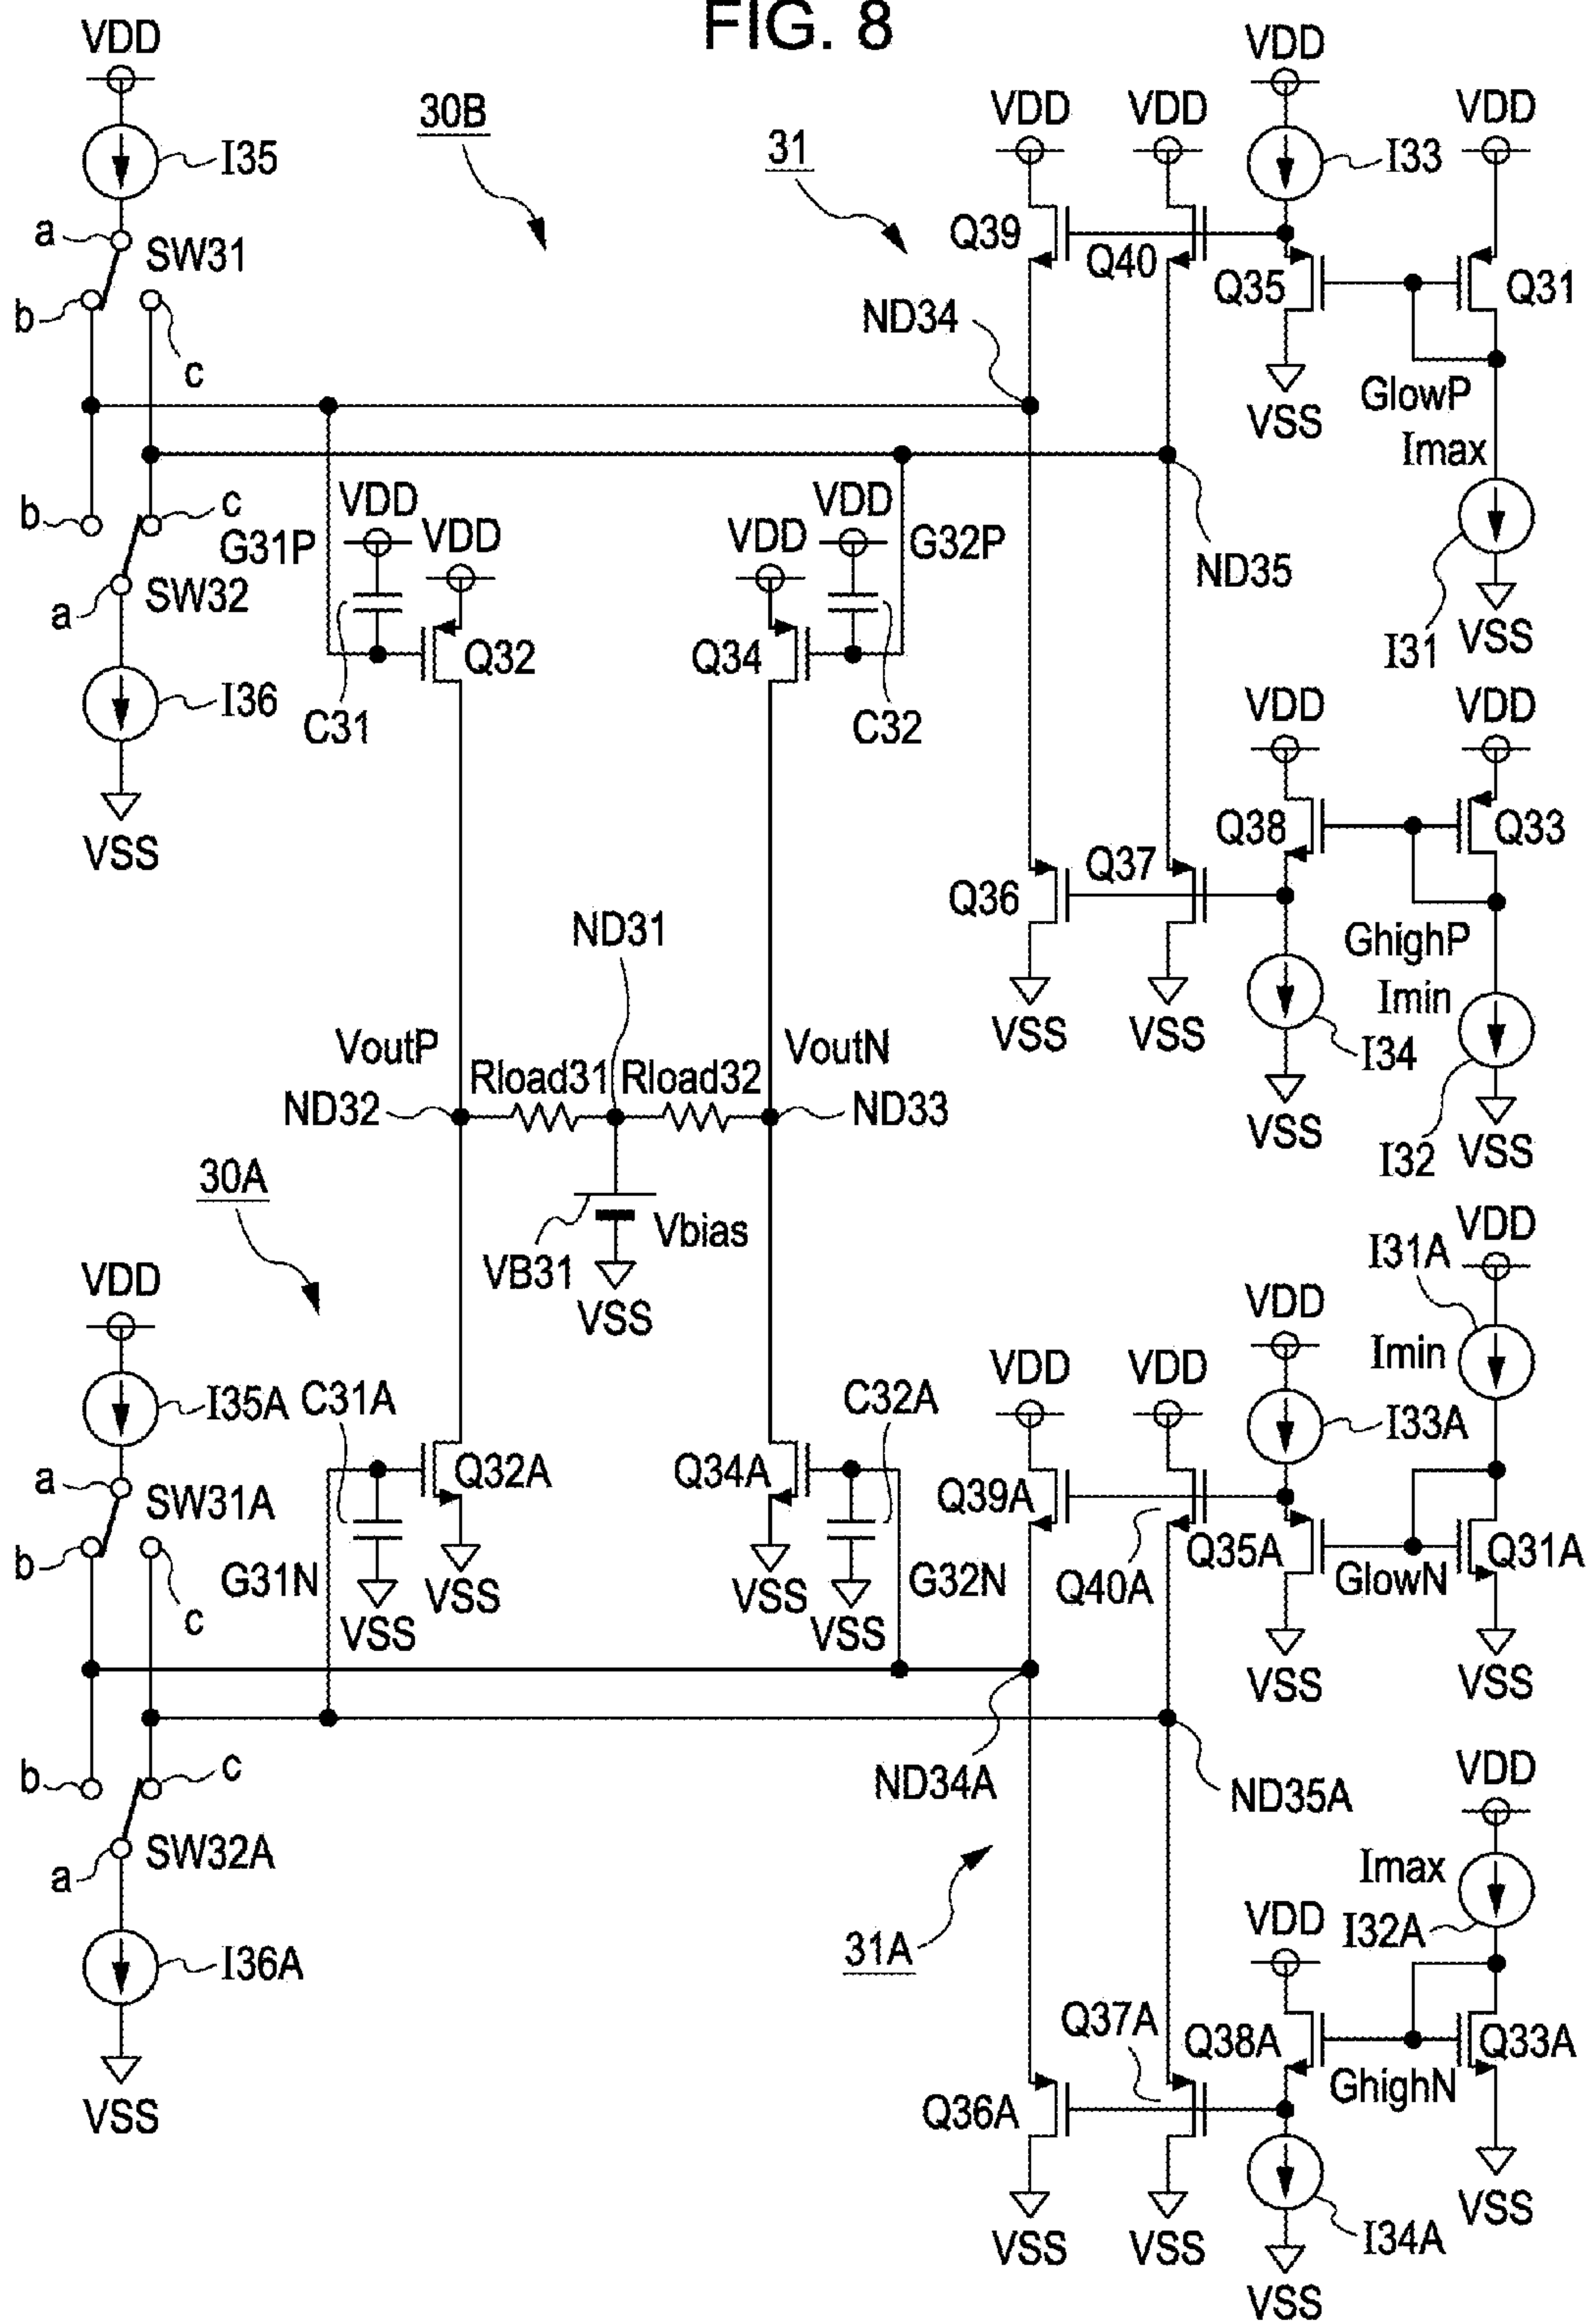 FIG. 8
VDD
VDD
30B
VDD
VDD
VDD
31
I35
I33
a
SW31
Q39
Q40
Q35
Q31
b
ND34
c
GlowP
VSS
Imax
b
c
VDD
VDD
G31P
VDD
VDD
G32P
ND35
a
SW32
Q32
Q34
I31
VSS
I36
C31
C32
VDD
VDD
Q38
Q33
VSS
Q37
Q36
ND31
GhighP
Imin
VSS
VSS
VoutP
VoutN
I34
Rload31
Rload32
ND32
ND33
VSS
I32
VSS
30A
Vbias
VDD
I31A
VB31
VDD
VSS
VDD
Imin
VDD
VDD
I35A
C31A
C32A
I33A
a
SW31A
Q32A
Q34A
Q39A
b
Q35A
Q31A
G31N
VSS
VSS
G32N
Q40A
GlowN
c
VSS
VSS
VSS
VSS
b
c
ND34A
VDD
ND35A
a
SW32A
Imax
VDD
I32A
31A
I36A
Q37A
Q38A
Q33A
GhighN
VSS
Q36A
VSS
VSS
VSS
I34A
VSS